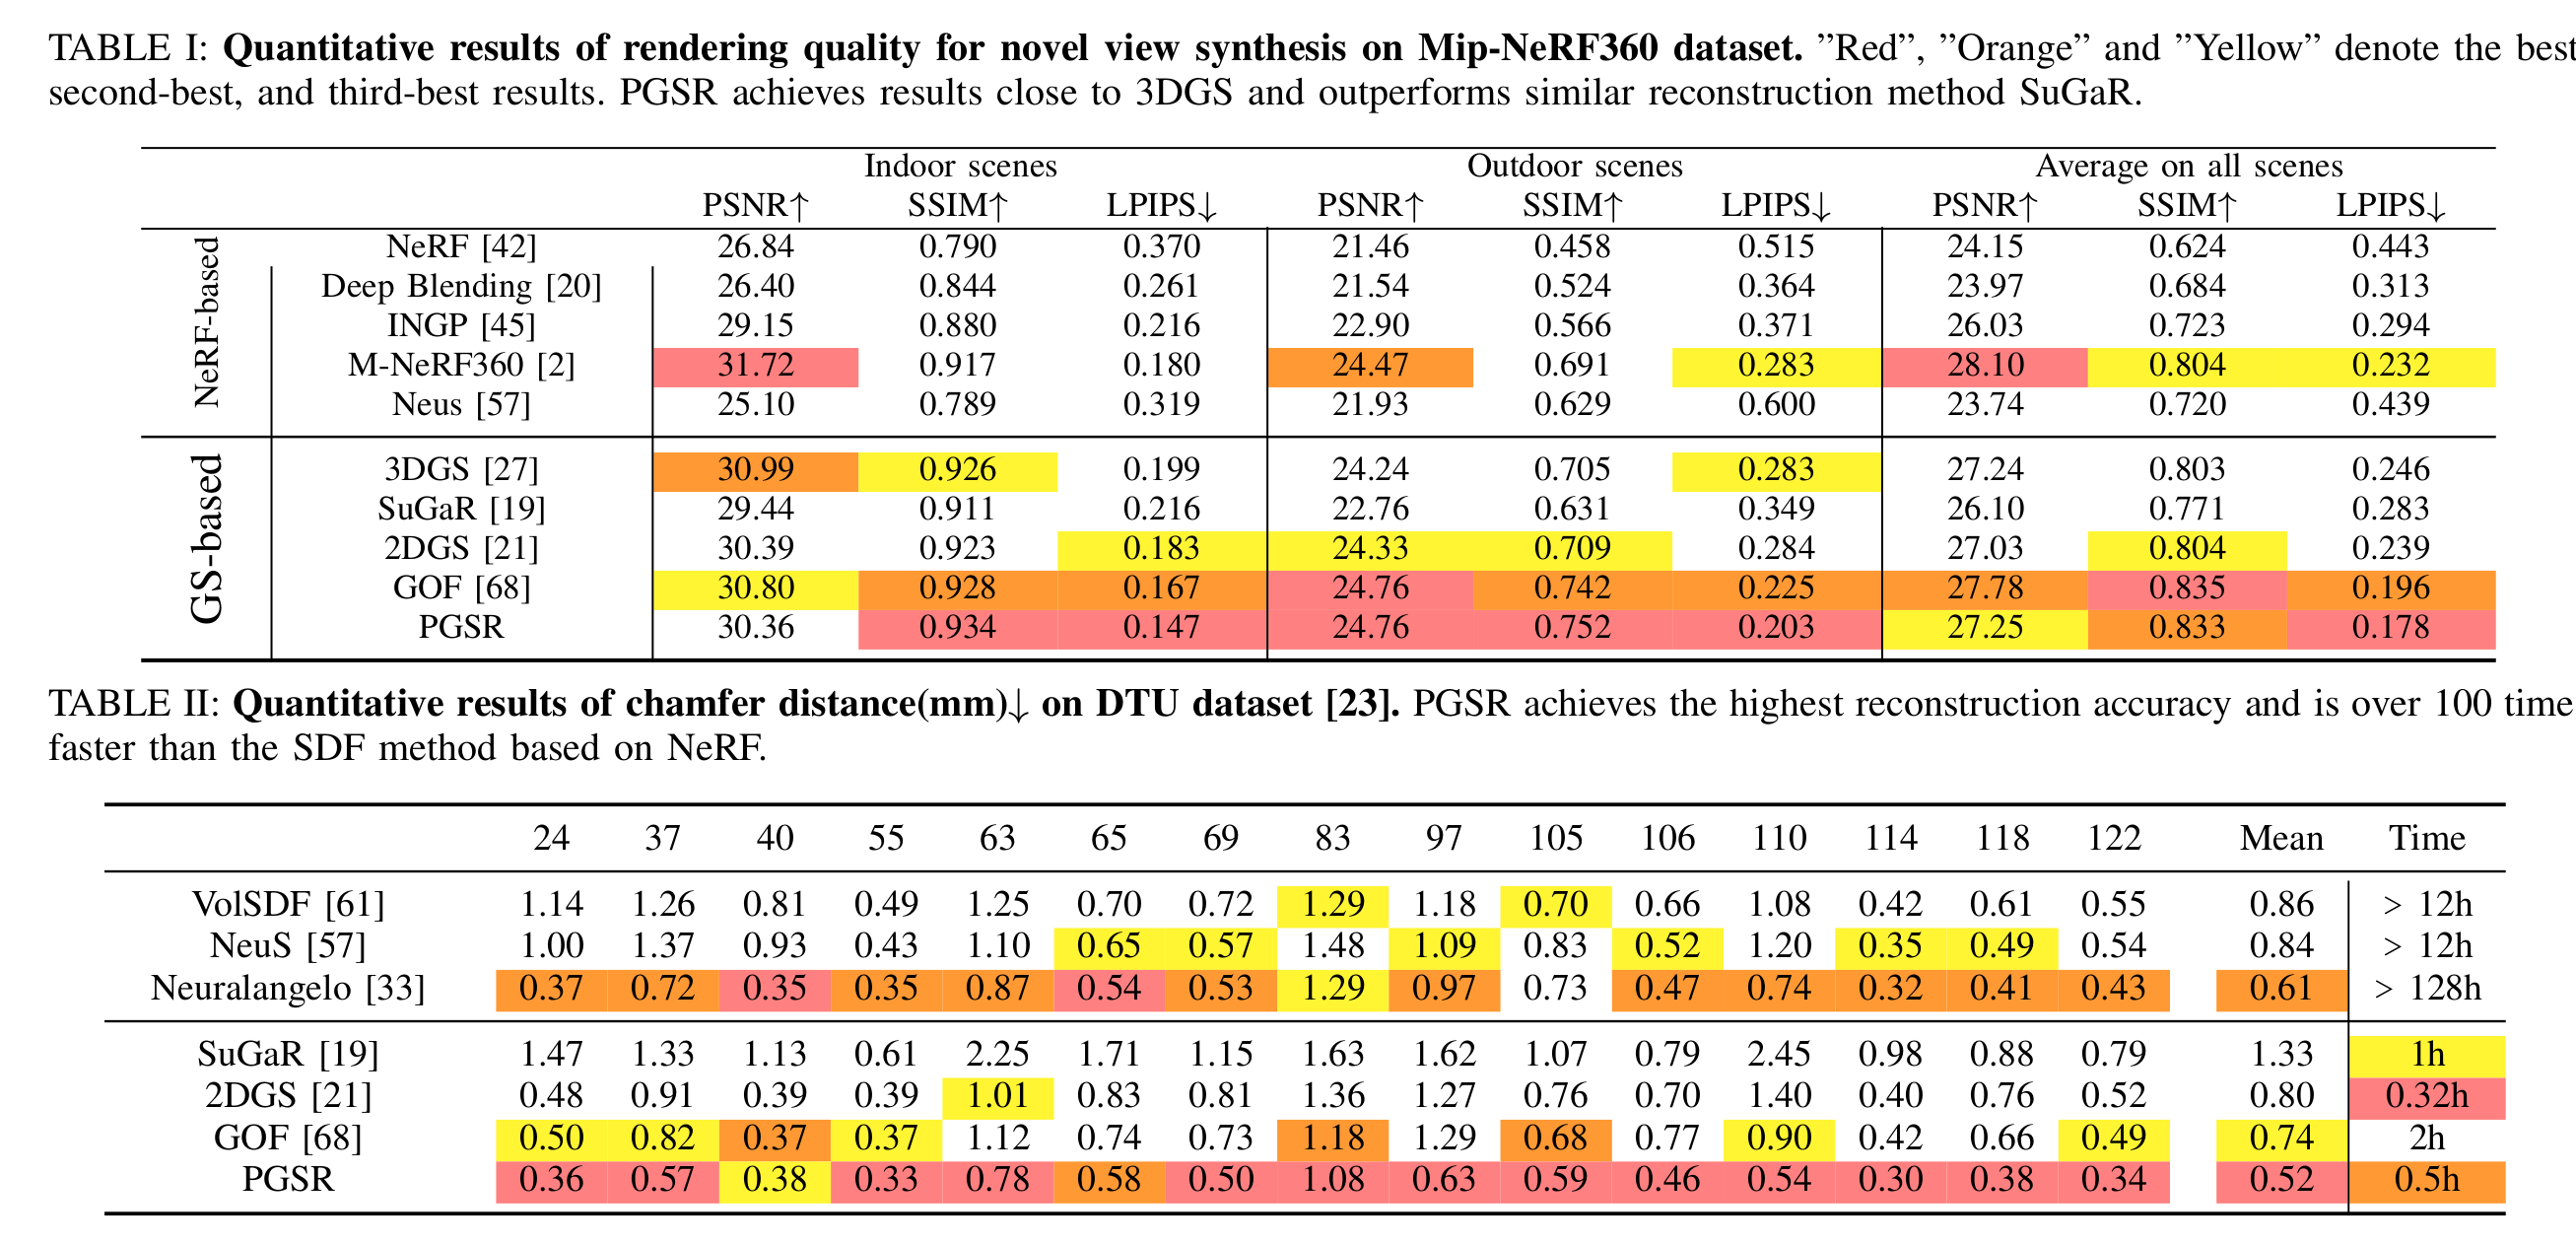 TABLE I: Quantitative results of rendering quality for novel view synthesis on Mip-NeRF360 dataset. ”Red”, ”Orange” and ”Yellow” denote the best
second-best, and third-best results. PGSR achieves results close to 3DGS and outperforms similar reconstruction method SuGaR.
Indoor scenes Outdoor scenes Average on all scenes
PSNR↑ SSIM↑ LPIPS↓ PSNR↑ SSIM↑ LPIPS↓ PSNR↑ SSIM↑ LPIPS↓
NeRF-based
NeRF [42] 26.84 0.790 0.370 21.46 0.458 0.515 24.15 0.624 0.443
Deep Blending [20] 26.40 0.844 0.261 21.54 0.524 0.364 23.97 0.684 0.313
INGP [45] 29.15 0.880 0.216 22.90 0.566 0.371 26.03 0.723 0.294
M-NeRF360 [2] 31.72 0.917 0.180 24.47 0.691 0.283 28.10 0.804 0.232
Neus [57] 25.10 0.789 0.319 21.93 0.629 0.600 23.74 0.720 0.439
GS-based
3DGS [27] 30.99 0.926 0.199 24.24 0.705 0.283 27.24 0.803 0.246
SuGaR [19] 29.44 0.911 0.216 22.76 0.631 0.349 26.10 0.771 0.283
2DGS [21] 30.39 0.923 0.183 24.33 0.709 0.284 27.03 0.804 0.239
GOF [68] 30.80 0.928 0.167 24.76 0.742 0.225 27.78 0.835 0.196
PGSR 30.36 0.934 0.147 24.76 0.752 0.203 27.25 0.833 0.178
TABLE II: Quantitative results of chamfer distance(mm)↓ on DTU dataset [23]. PGSR achieves the highest reconstruction accuracy and is over 100 time
faster than the SDF method based on NeRF.
24 37 40 55 63 65 69 83 97 105 106 110 114 118 122 Mean Time
VolSDF [61] 1.14 1.26 0.81 0.49 1.25 0.70 0.72 1.29 1.18 0.70 0.66 1.08 0.42 0.61 0.55 0.86 > 12h
NeuS [57] 1.00 1.37 0.93 0.43 1.10 0.65 0.57 1.48 1.09 0.83 0.52 1.20 0.35 0.49 0.54 0.84 > 12h
Neuralangelo [33] 0.37 0.72 0.35 0.35 0.87 0.54 0.53 1.29 0.97 0.73 0.47 0.74 0.32 0.41 0.43 0.61 > 128h
SuGaR [19] 1.47 1.33 1.13 0.61 2.25 1.71 1.15 1.63 1.62 1.07 0.79 2.45 0.98 0.88 0.79 1.33 1h
2DGS [21] 0.48 0.91 0.39 0.39 1.01 0.83 0.81 1.36 1.27 0.76 0.70 1.40 0.40 0.76 0.52 0.80 0.32h
GOF [68] 0.50 0.82 0.37 0.37 1.12 0.74 0.73 1.18 1.29 0.68 0.77 0.90 0.42 0.66 0.49 0.74 2h
PGSR 0.36 0.57 0.38 0.33 0.78 0.58 0.50 1.08 0.63 0.59 0.46 0.54 0.30 0.38 0.34 0.52 0.5h